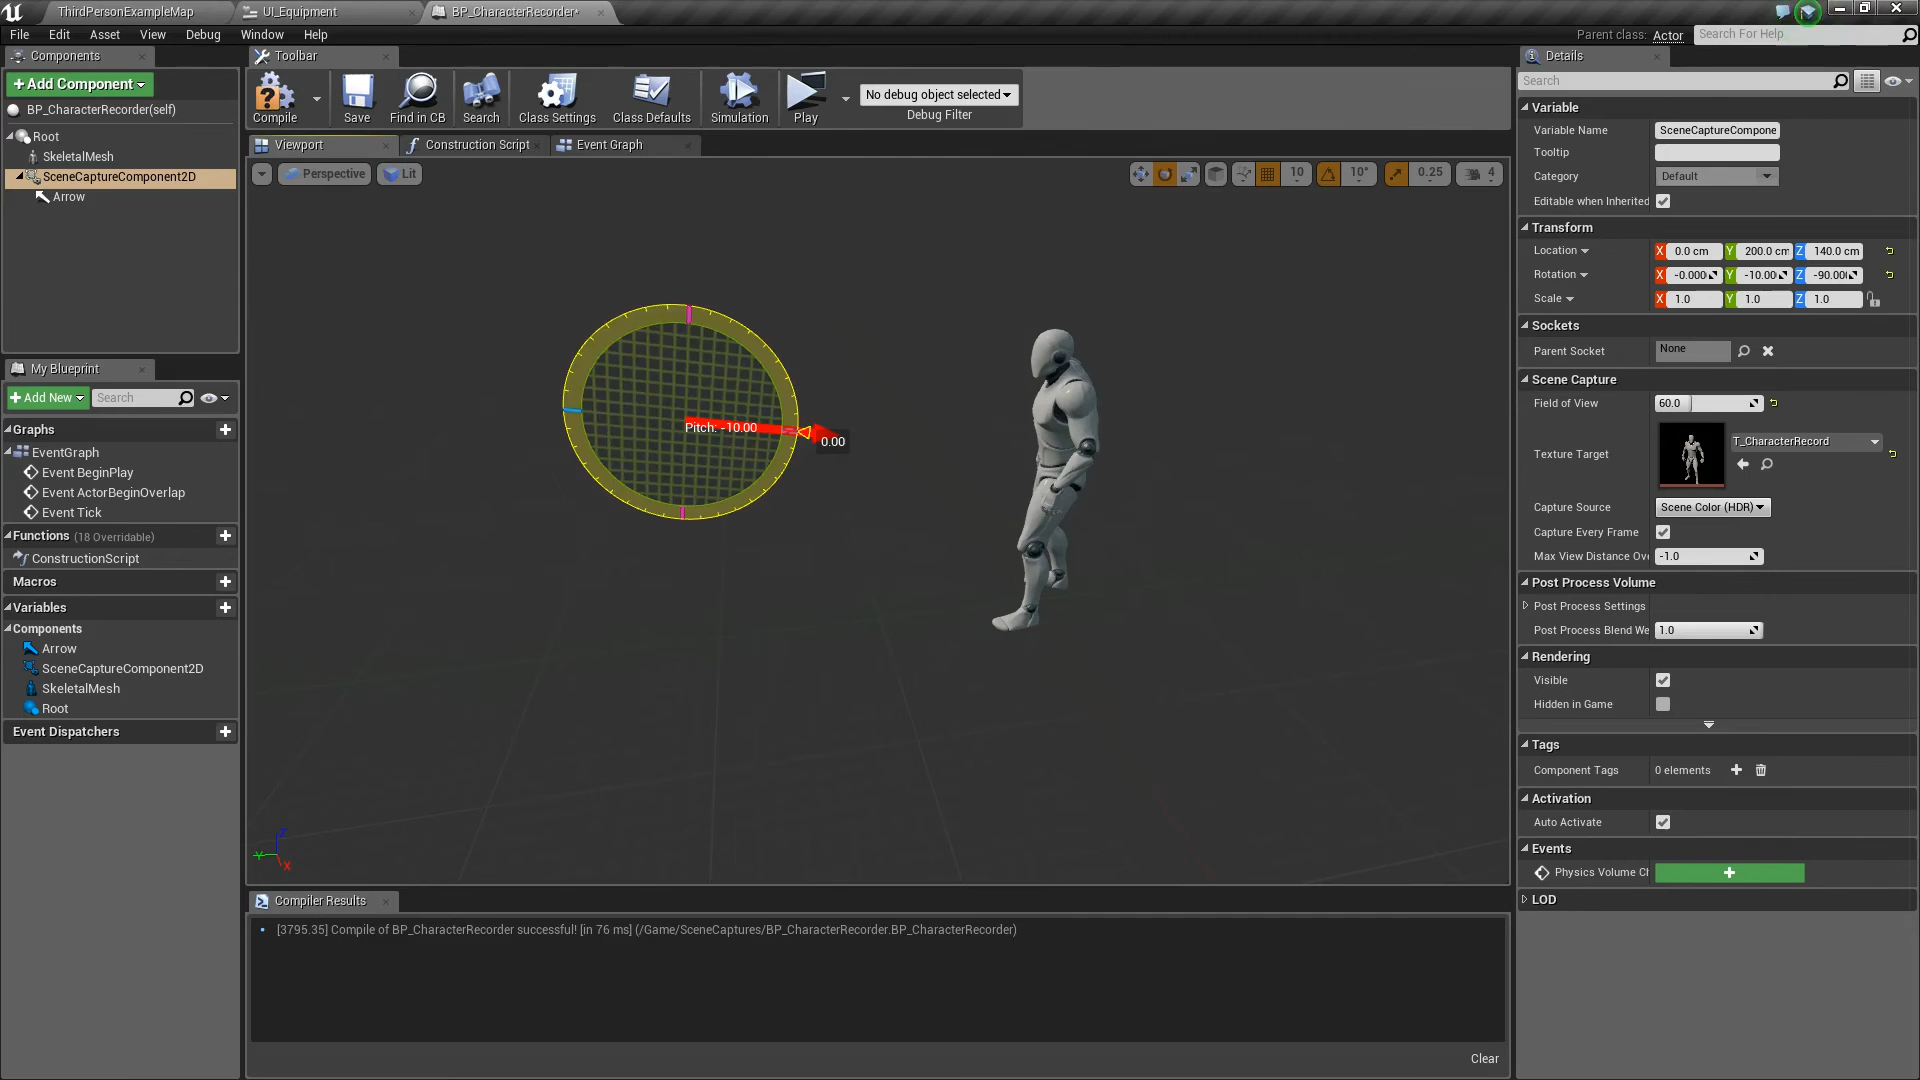 ThirdPersonExampleMap
UI_Equipment
BP_CharacterRecorder*
File Edit Asset View Debug Window Help
Parent class: Actor
Search For Help
Components
Toolbar
Details
+ Add Component
Compile
Save
Find in CB
Search
Class Settings
Class Defaults
Simulation
Play
No debug object selected
Debug Filter
Search
BP_CharacterRecorder(self)
Root
SkeletalMesh
SceneCaptureComponent2D
Arrow
Viewport
Construction Script
Event Graph
Perspective
Lit
10
10°
0.25
4
Pitch: -10.00
0.00
Z
Y
X
Variable
Variable Name SceneCaptureCompone
Tooltip
Category Default
Editable when Inherited
Transform
Location X 0.0 cm Y 200.0 cm Z 140.0 cm
Rotation X -0.000 Y -10.00 Z -90.00
Scale X 1.0 Y 1.0 Z 1.0
Sockets
Parent Socket None
Scene Capture
Field of View 60.0
Texture Target T_CharacterRecord
Capture Source Scene Color (HDR)
Capture Every Frame
Max View Distance Ov -1.0
Post Process Volume
Post Process Settings
Post Process Blend We 1.0
Rendering
Visible
Hidden in Game
Tags
Component Tags 0 elements
Activation
Auto Activate
Events
Physics Volume Cl
LOD
My Blueprint
+ Add New
Search
Graphs
EventGraph
Event BeginPlay
Event ActorBeginOverlap
Event Tick
Functions (18 Overridable)
ConstructionScript
Macros
Variables
Components
Arrow
SceneCaptureComponent2D
SkeletalMesh
Root
Event Dispatchers
Compiler Results
[3795.35] Compile of BP_CharacterRecorder successful! [in 76 ms] (/Game/SceneCaptures/BP_CharacterRecorder.BP_CharacterRecorder)
Clear